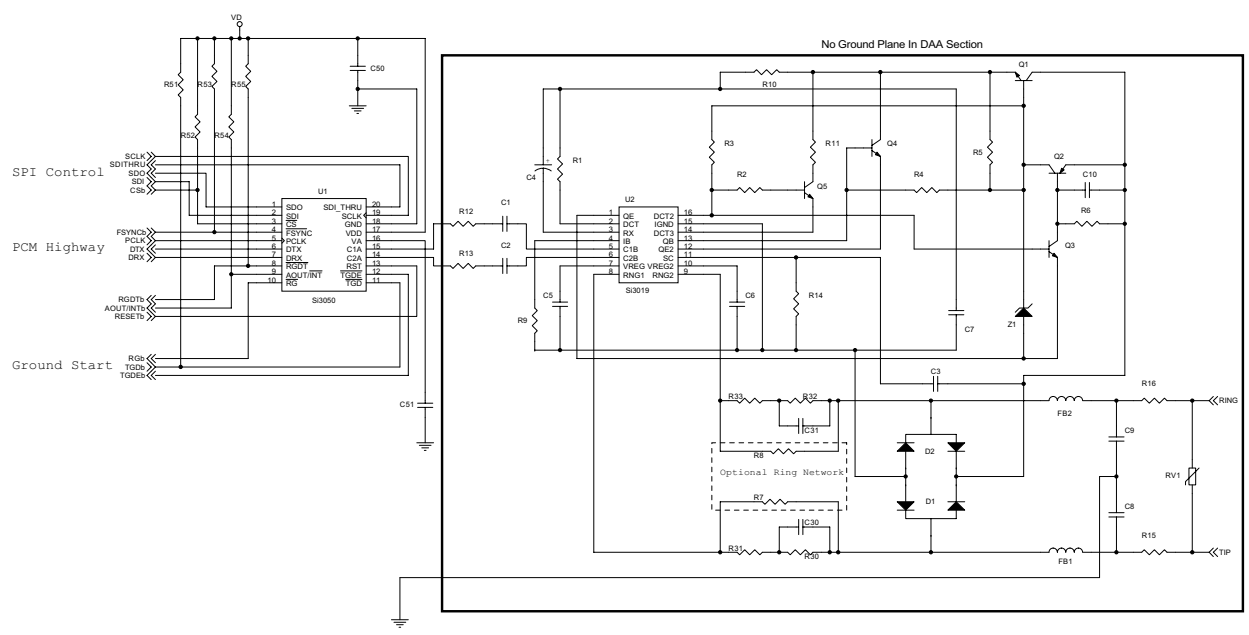 VD
No Ground Plane In DAA Section
C50
R51
R53
R55
R52
R54
Q1
R10
R3
R11
Q4
R5
Q2
R1
C4
+
R2
Q5
R4
C10
R6
SPI Control
SCLK
SDITHRU
SDO
SDI
CSb
PCM Highway
FSYNCb
PCLK
DTX
DRX
RGDTb
AOUT/INTb
RESETb
Ground Start
RGb
TGDb
TGDEb
U1
1 SDO SDI_THRU 20
2 SDI SCLK 19
3 CS GND 18
4 FSYNC VDD 17
5 PCLK VA 16
6 DTX C1A 15
7 DRX C2A 14
8 RGDT RST 13
9 AOUT/INT TGDE 12
10 RG TGD 11
Si3050
R12
C1
R13
C2
U2
1 QE DCT2 16
2 DCT IGND 15
3 RX DCT3 14
4 IB QB 13
5 C1B QE2 12
6 C2B SC 11
7 VREG VREG2 10
8 RNG1 RNG2 9
Si3019
Q3
C5
C6
R14
R9
C7
Z1
C51
C3
R33
R32
C31
R16
RING
FB2
R8
Optional Ring Network
D2
C9
RV1
R7
D1
C8
C30
R31
R30
R15
TIP
FB1